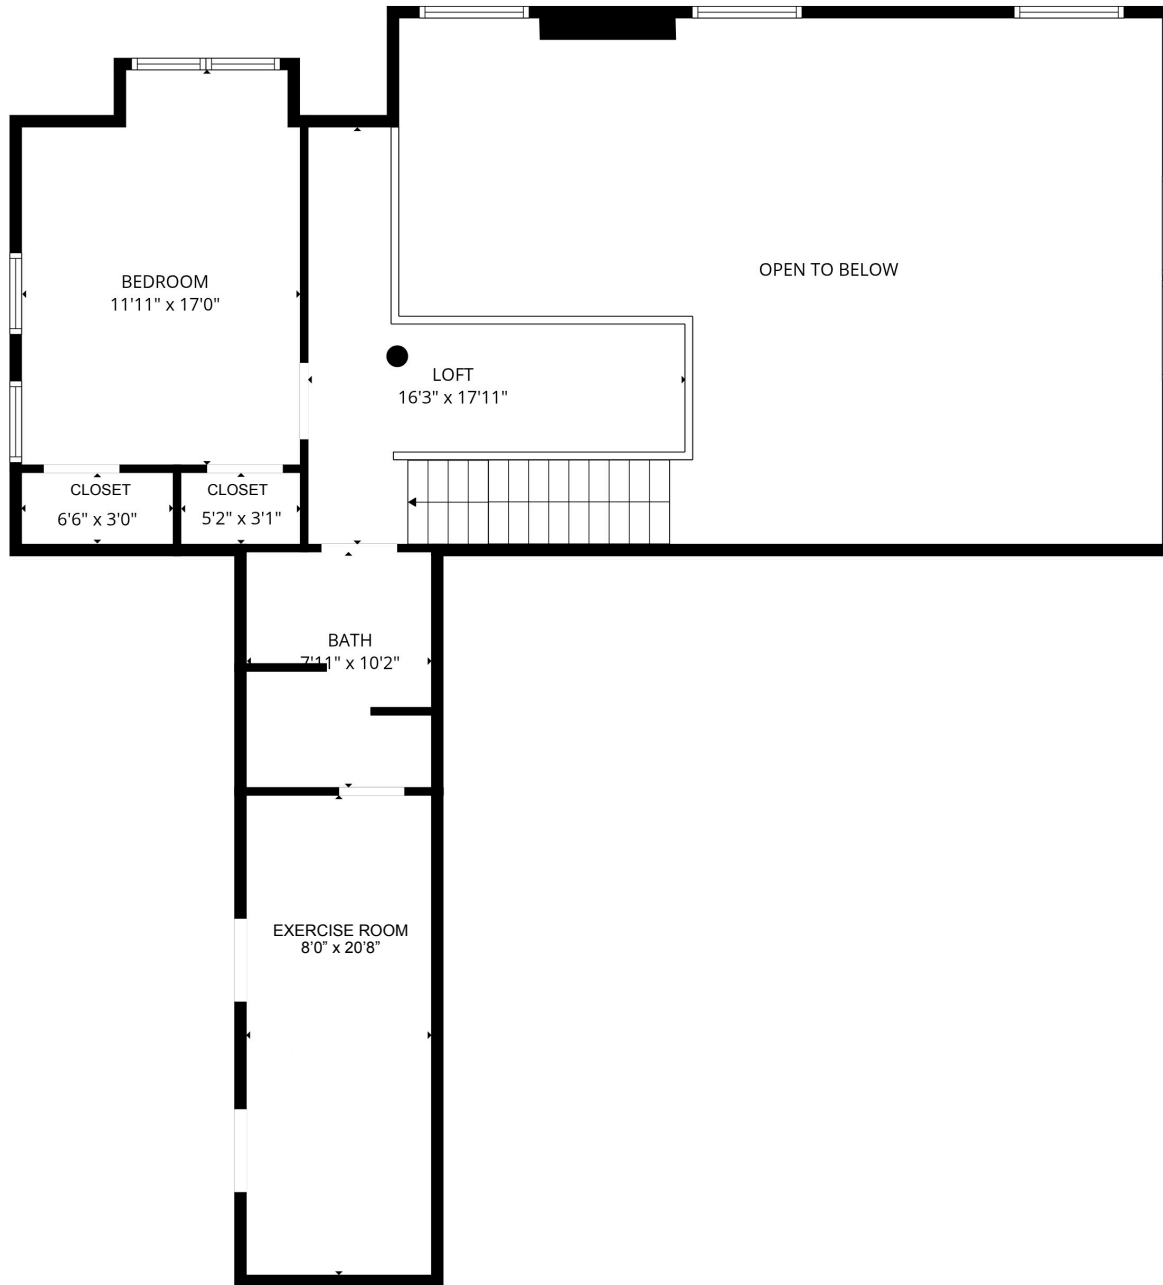 OPEN TO BELOW
BEDROOM
11'11" x 17'0"
LOFT
16'3" x 17'11"
CLOSET
6'6" x 3'0"
CLOSET
5'2" x 3'1"
BATH
7'11" x 10'2"
EXERCISE ROOM
8’0” x 20’8”